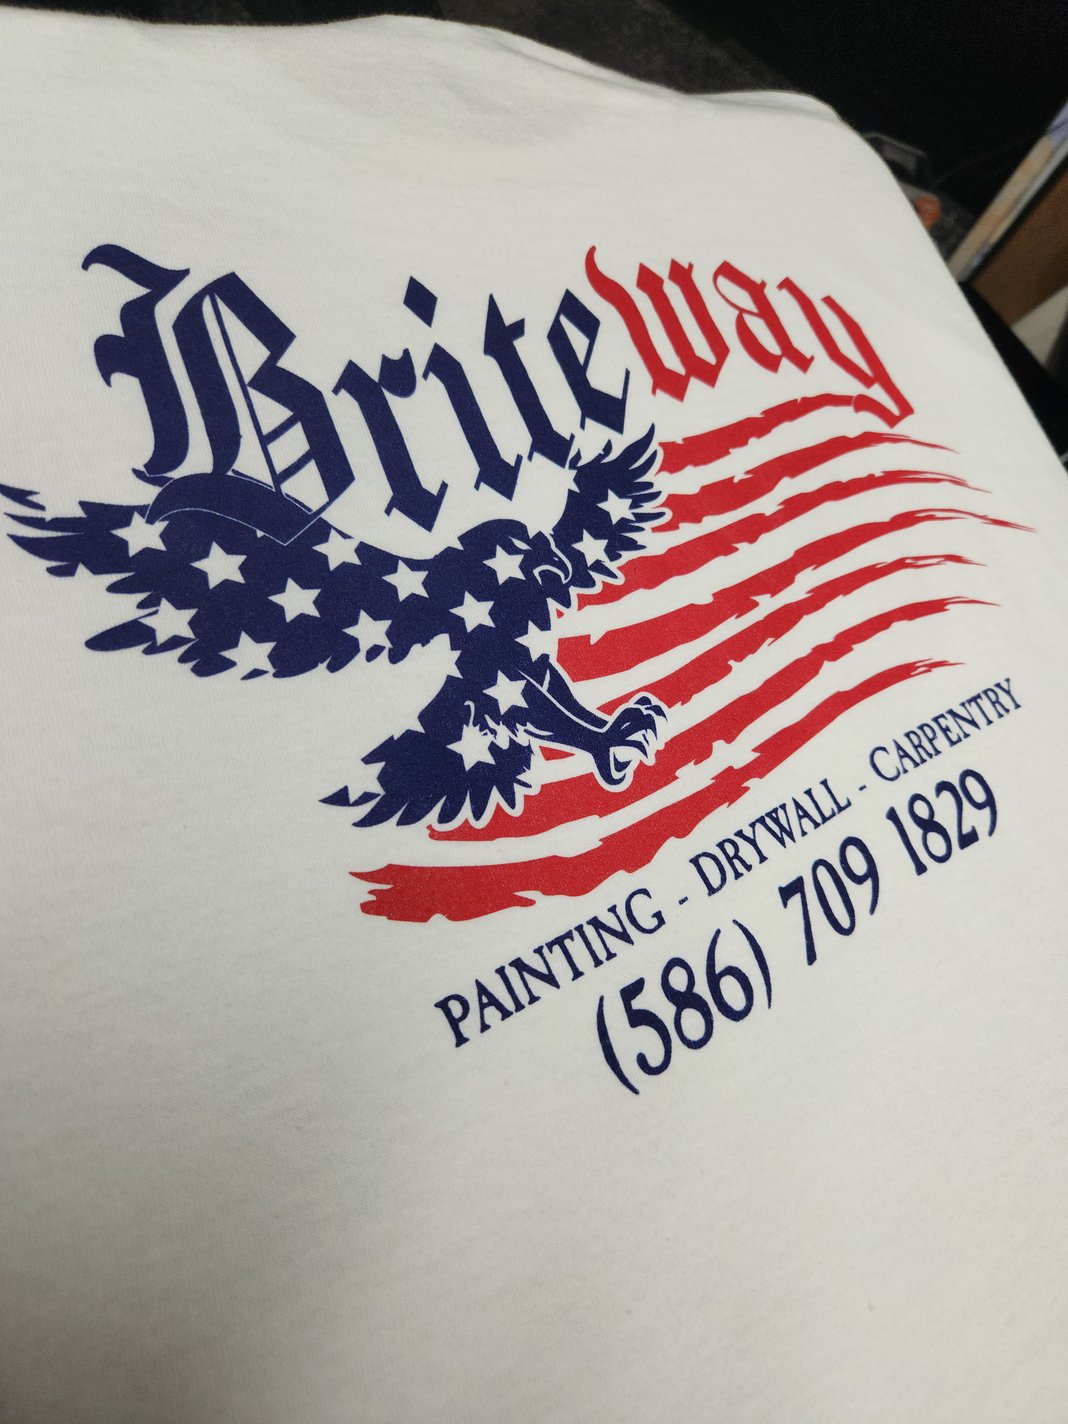 Briteway
PAINTING - DRYWALL - CARPENTRY
(586) 709 1829